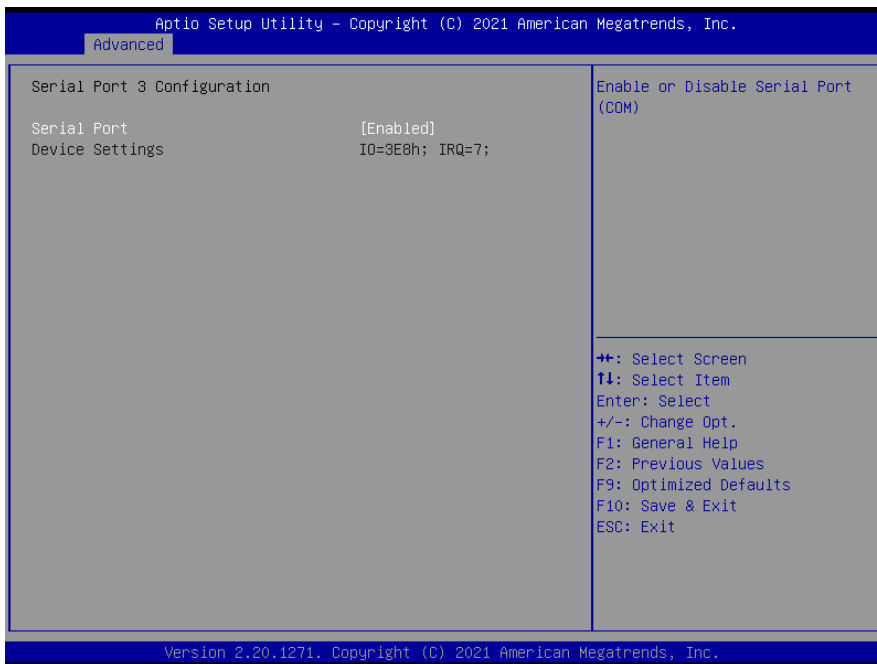 Aptio Setup Utility – Copyright (C) 2021 American Megatrends, Inc.
Advanced
Serial Port 3 Configuration
Serial Port [Enabled]
Device Settings IO=3E8h; IRQ=7;
Enable or Disable Serial Port
(COM)
→←: Select Screen
↑↓: Select Item
Enter: Select
+/-: Change Opt.
F1: General Help
F2: Previous Values
F9: Optimized Defaults
F10: Save & Exit
ESC: Exit
Version 2.20.1271. Copyright (C) 2021 American Megatrends, Inc.